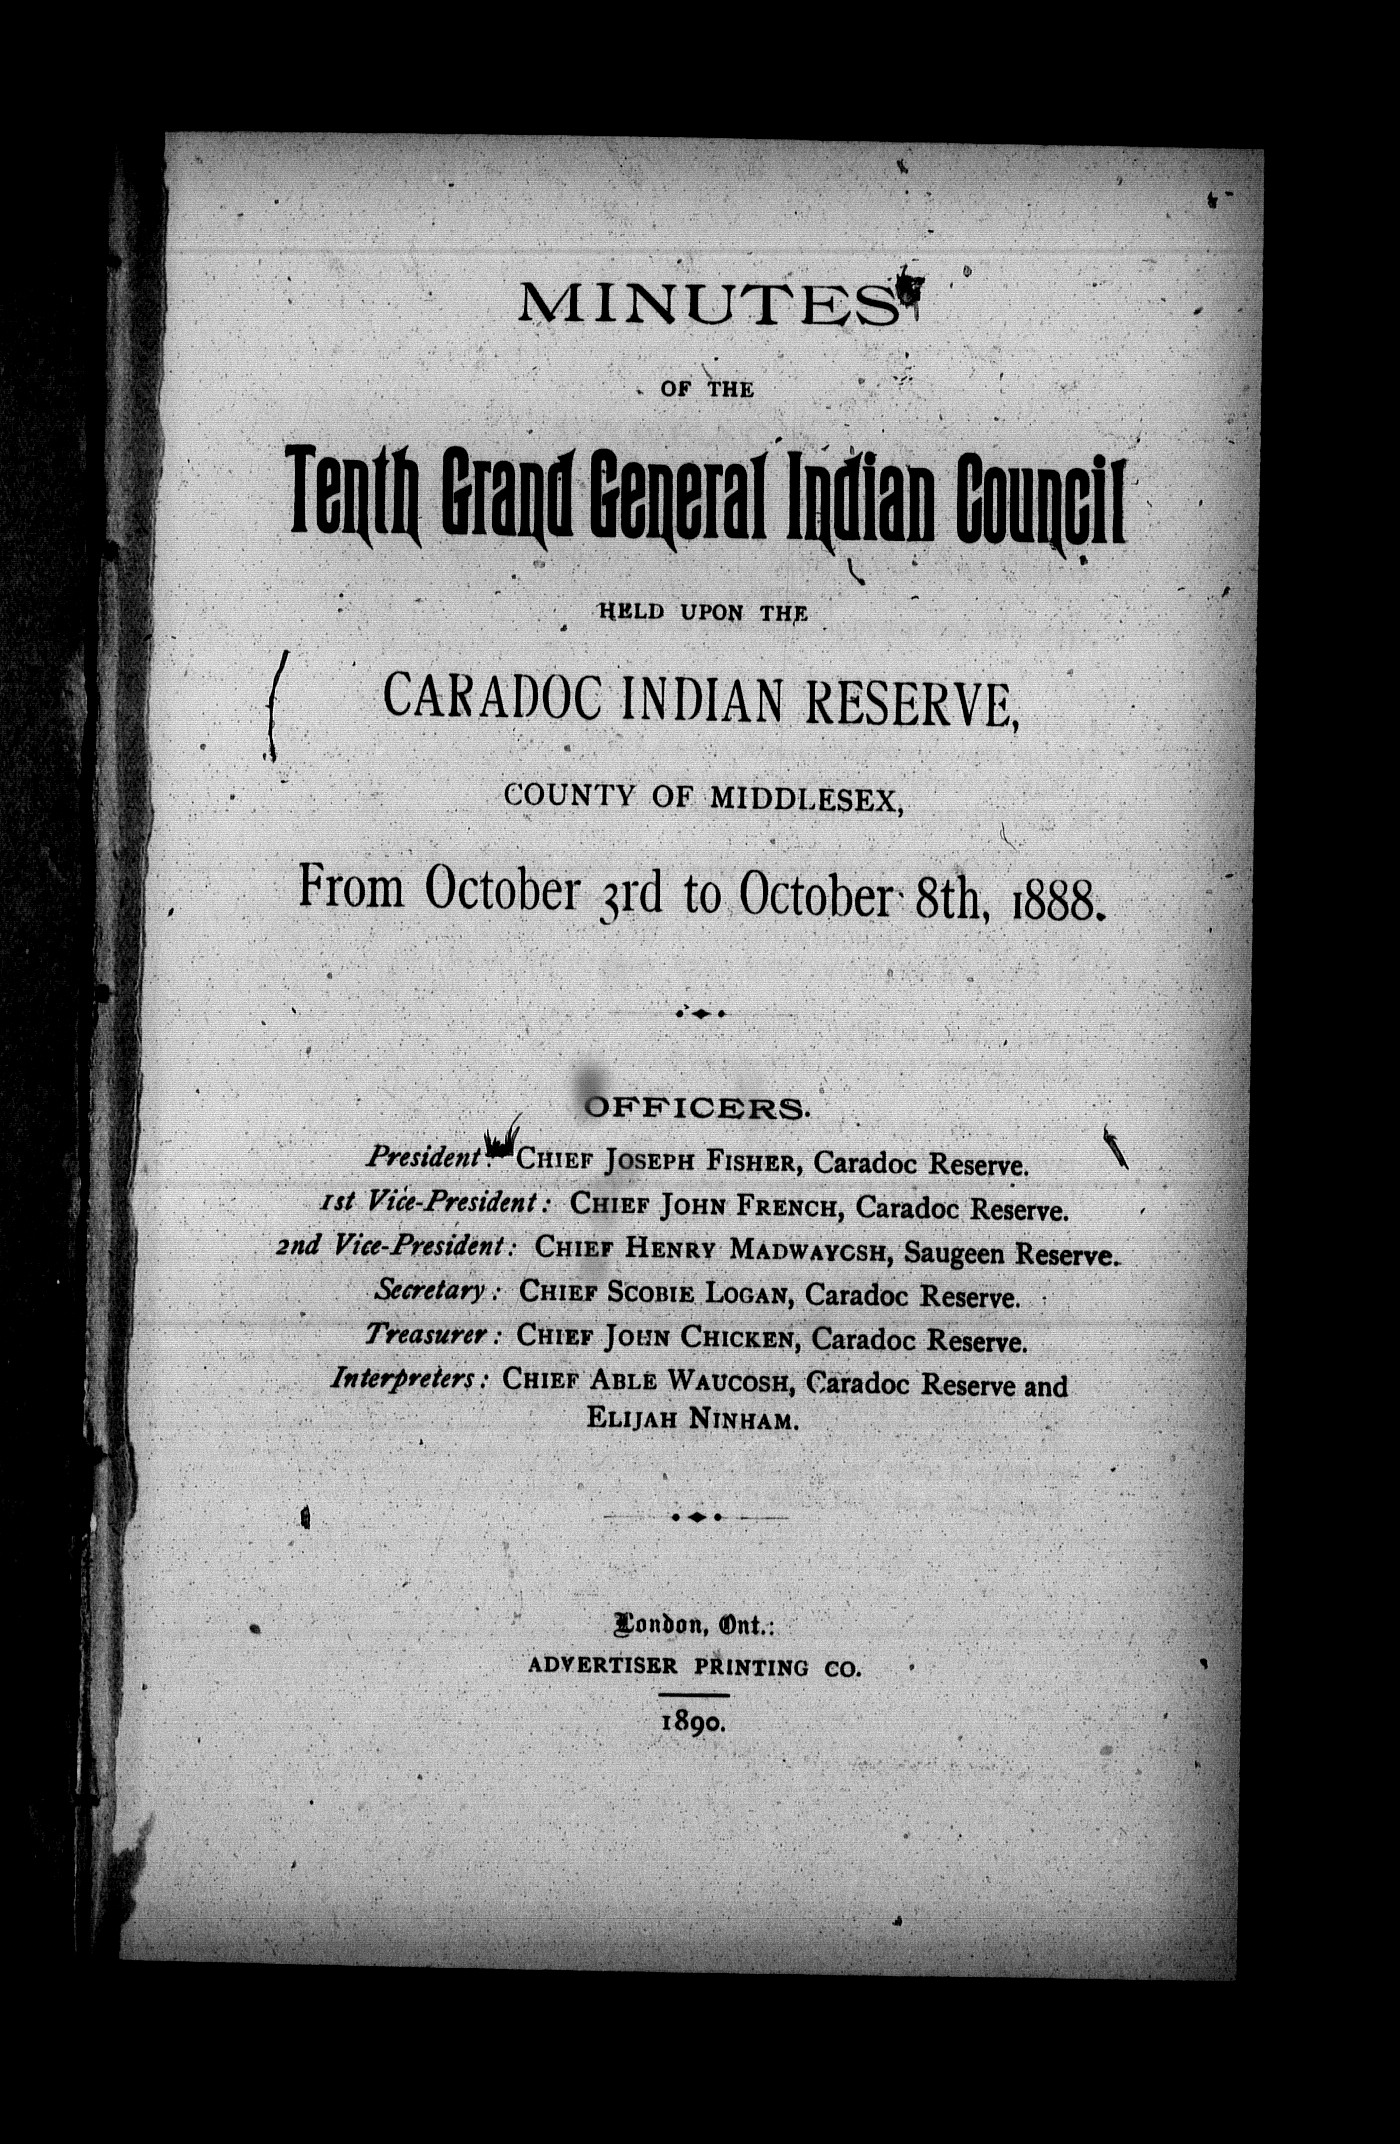 MINUTES
OF THE
Tenth Grand General Indian Council
HELD UPON THE
CARADOC INDIAN RESERVE,
COUNTY OF MIDDLESEX,
From October 3rd to October 8th, 1888.
OFFICERS.
President: CHIEF JOSEPH FISHER, Caradoc Reserve.
1st Vice-President: CHIEF JOHN FRENCH, Caradoc Reserve.
2nd Vice-President: CHIEF HENRY MADWAYCSH, Saugeen Reserve.
Secretary: CHIEF SCOBIE LOGAN, Caradoc Reserve.
Treasurer: CHIEF JOHN CHICKEN, Caradoc Reserve.
Interpreters: CHIEF ABLE WAUCOSH, Caradoc Reserve and
ELIJAH NINHAM.
London, Ont.:
ADVERTISER PRINTING CO.
1890.